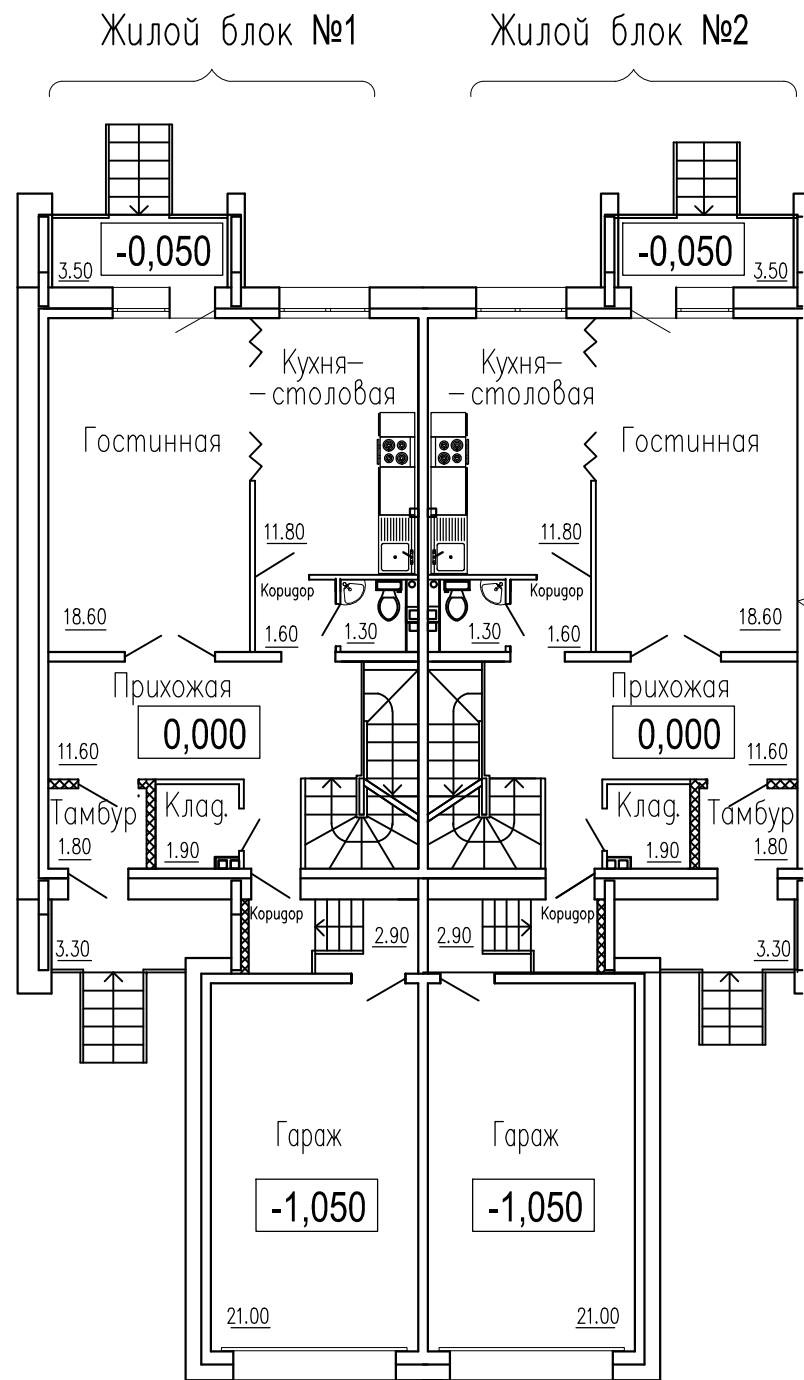 Жилой блок №1 Жилой блок №2
-0,050 -0,050
3.50 3.50
Кухня- Кухня-
-столовая -столовая
Гостинная Гостинная
11.80 11.80
Коридор Коридор
18.60 1.60 1.30 1.30 1.60 18.60
Прихожая Прихожая
0,000 0,000
11.60 11.60
Тамбур Клад. Клад. Тамбур
1.80 1.90 1.90 1.80
Коридор Коридор
3.30 2.90 2.90 3.30
Гараж Гараж
-1,050 -1,050
21.00 21.00